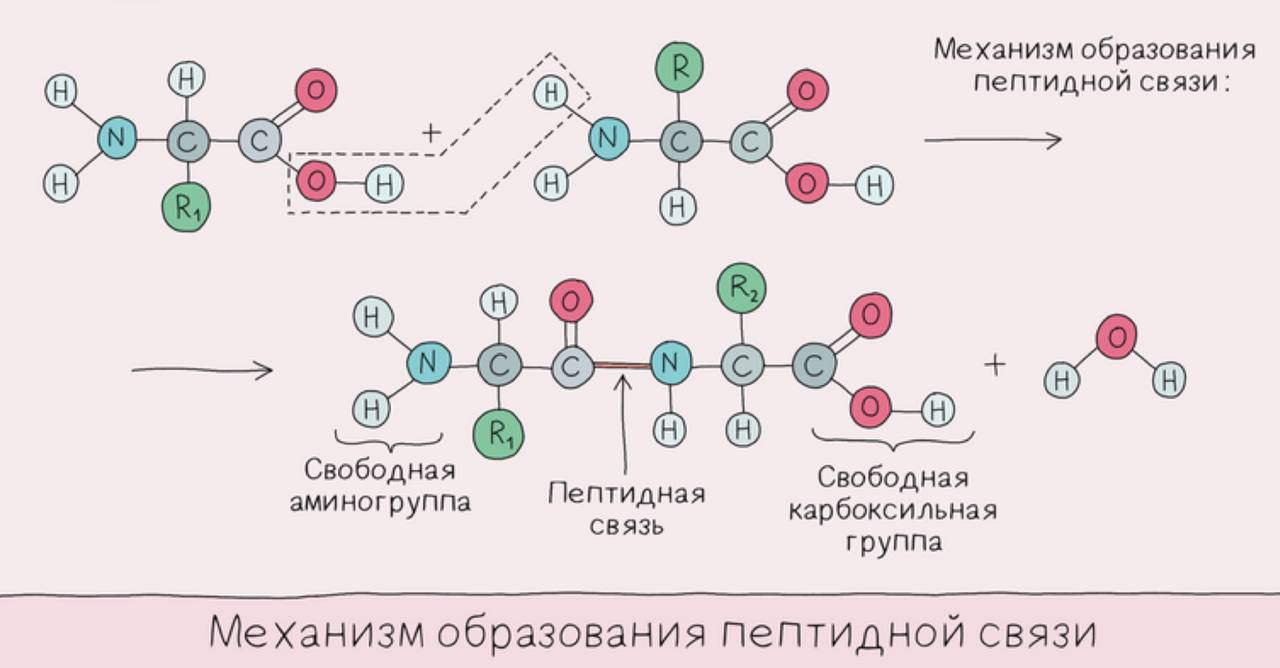 Механизм образования
пептидной связи:
H H O H R O
N C C + N C C
H R₁ O H H H O H
H H O R₂ O
N C C N C C + O
H R₁ H H O H H H
Свободная
аминогруппа
Пептидная
связь
Свободная
карбоксильная
группа
Механизм образования пептидной связи